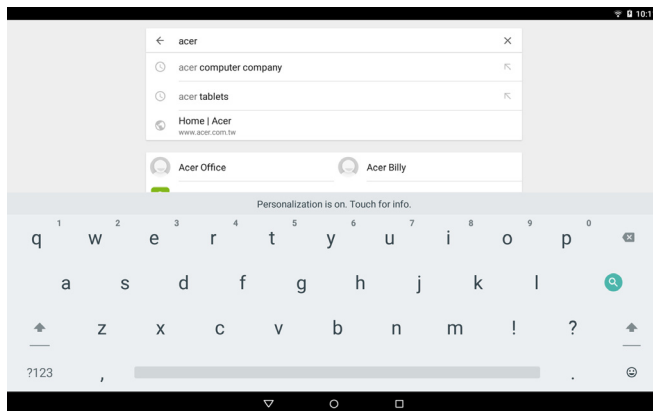 10:1
acer
acer computer company
acer tablets
Home | Acer
www.acer.com.tw
Acer Office Acer Billy
Personalization is on. Touch for info.
1 2 3 4 5 6 7 8 9 0
q w e r t y u i o p
a s d f g h j k l
z x c v b n m ! ?
?123 , .